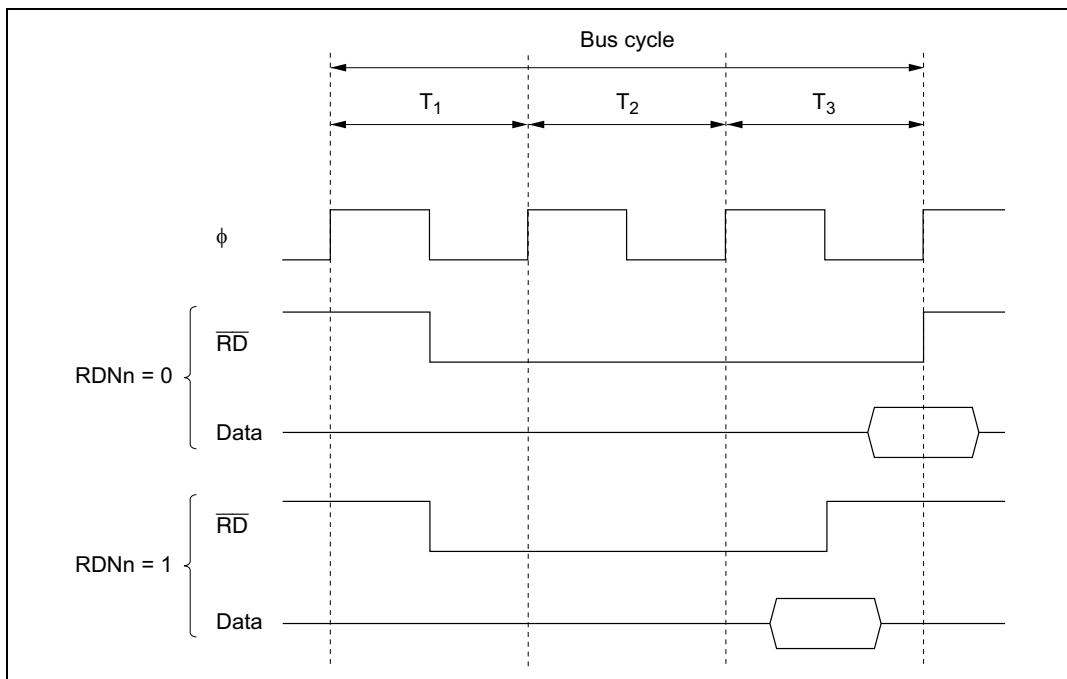 Bus cycle
T1 T2 T3
ϕ
RD
RDNn = 0
Data
RD
RDNn = 1
Data